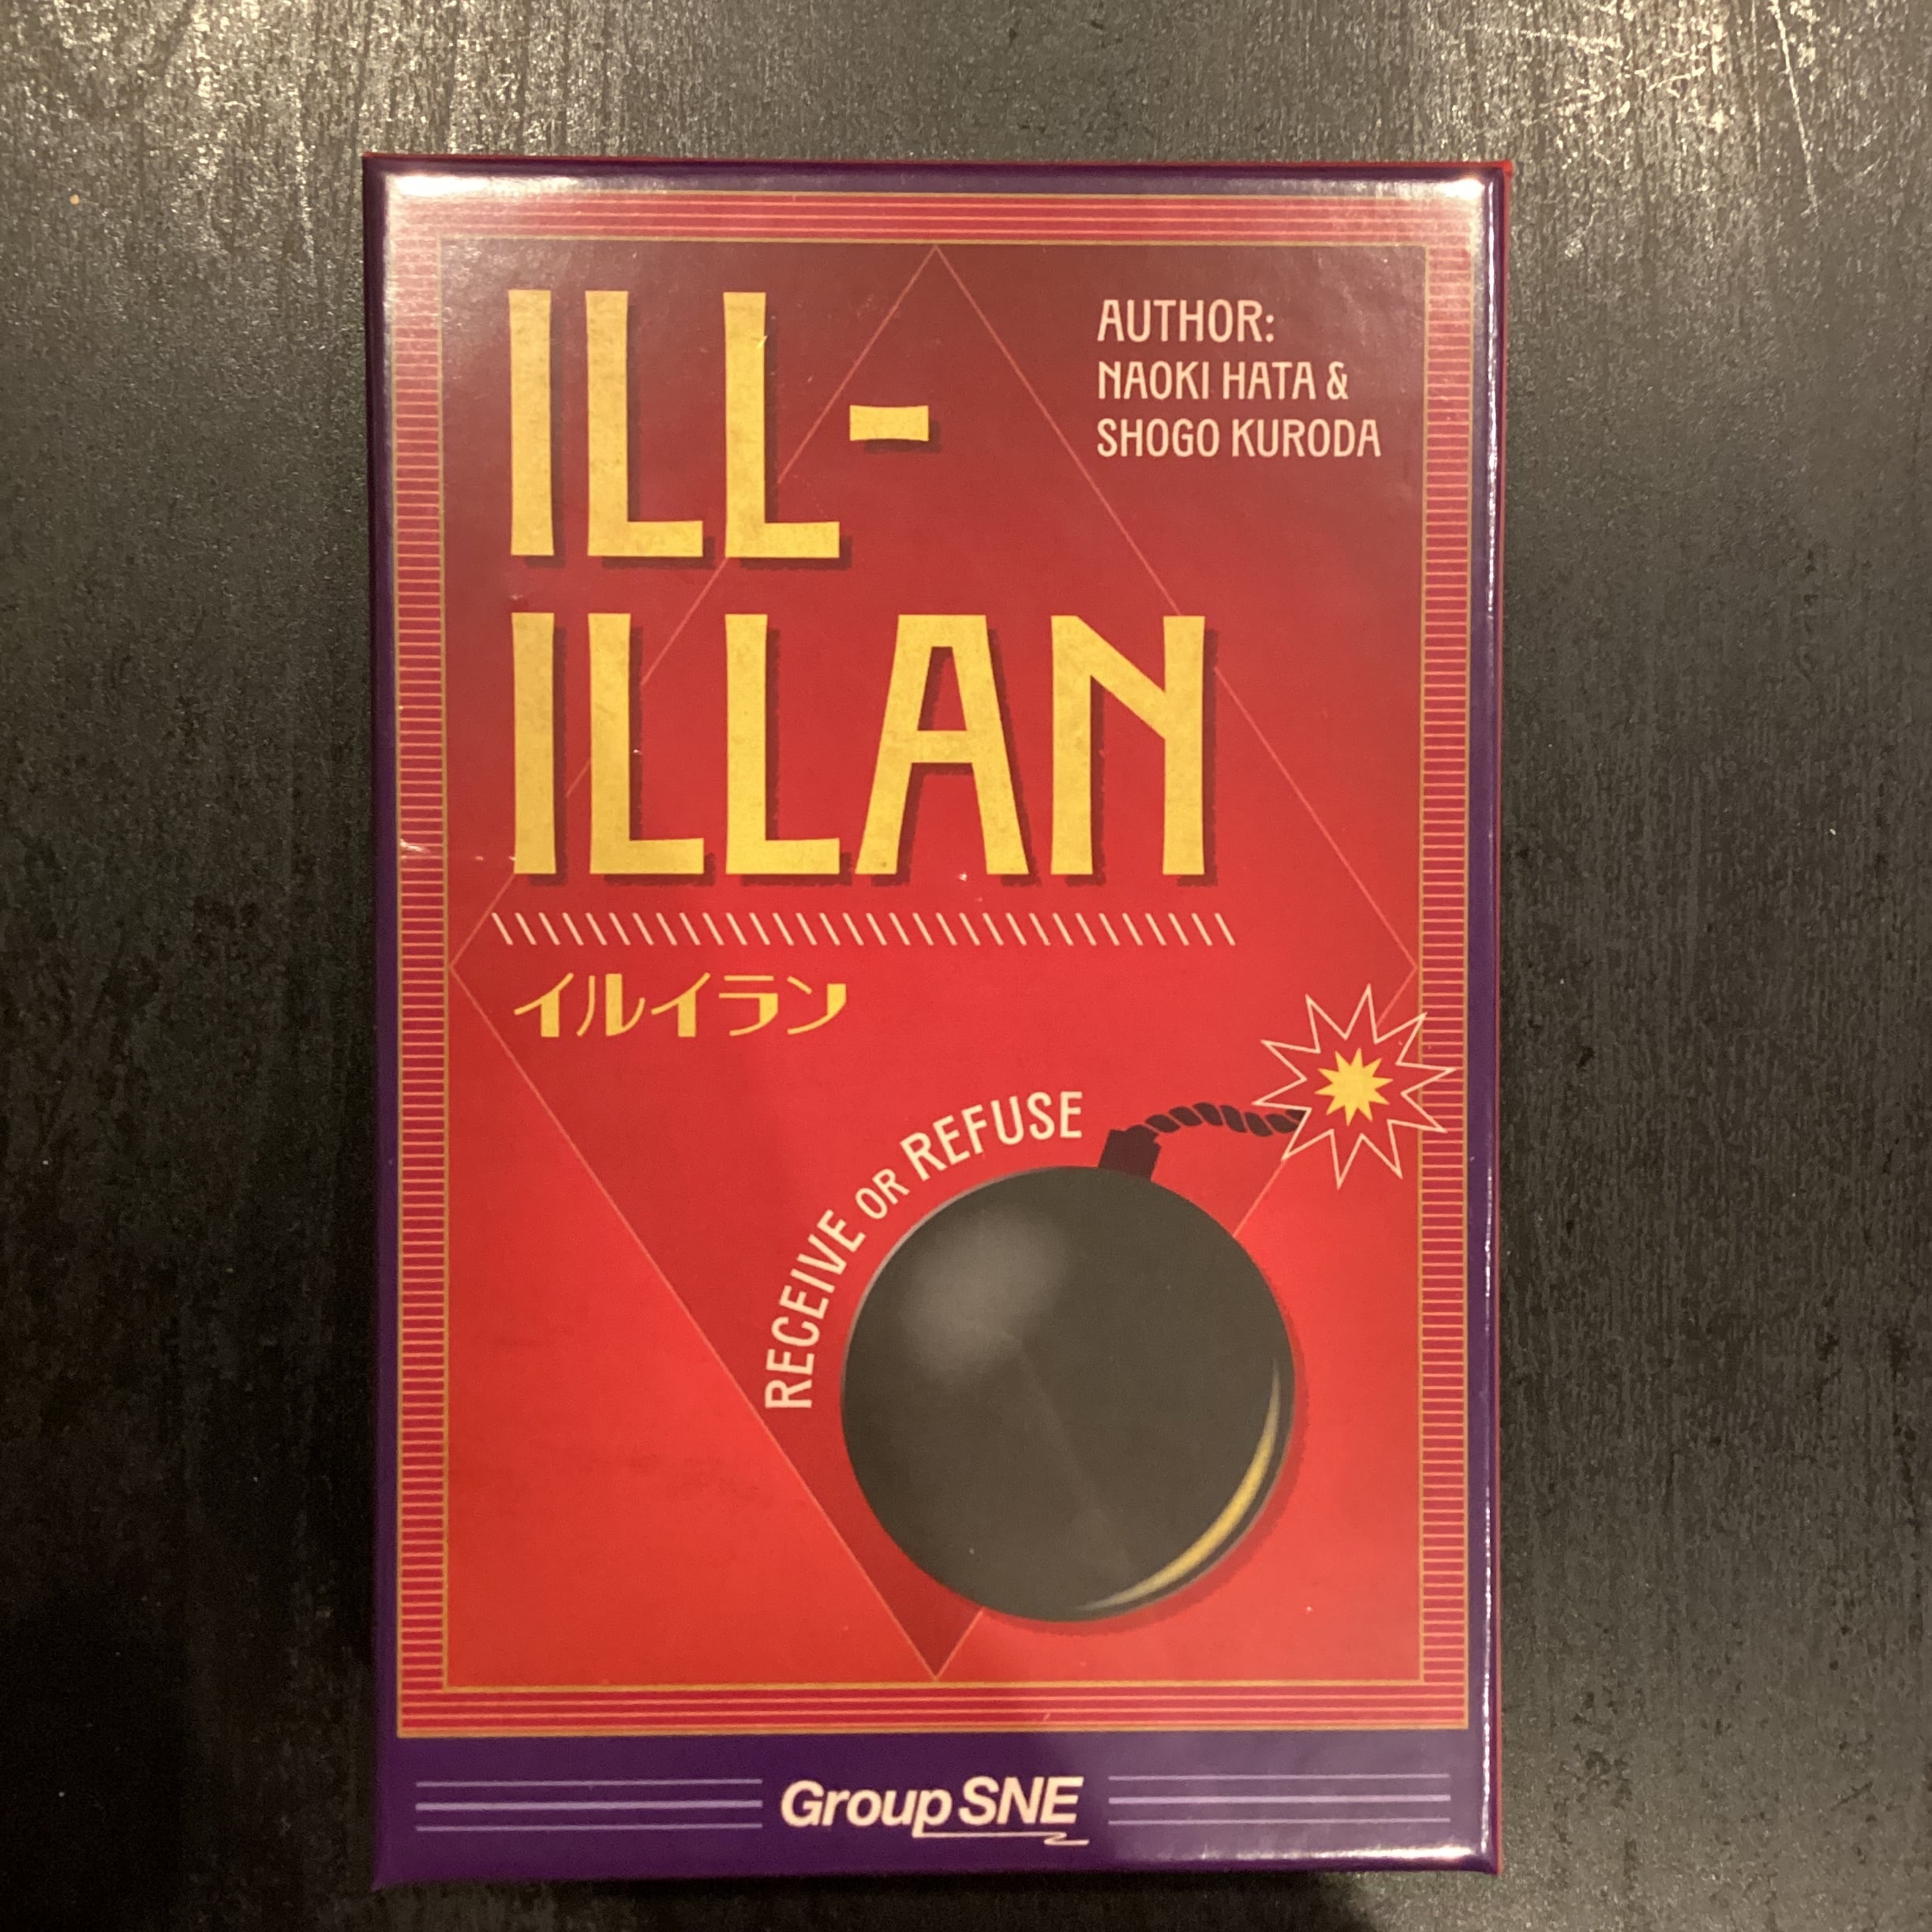 ILL-
AUTHOR:
NAOKI HATA &
SHOGO KURODA
ILLAN
イルイラン
RECEIVE OR REFUSE
Group SNE